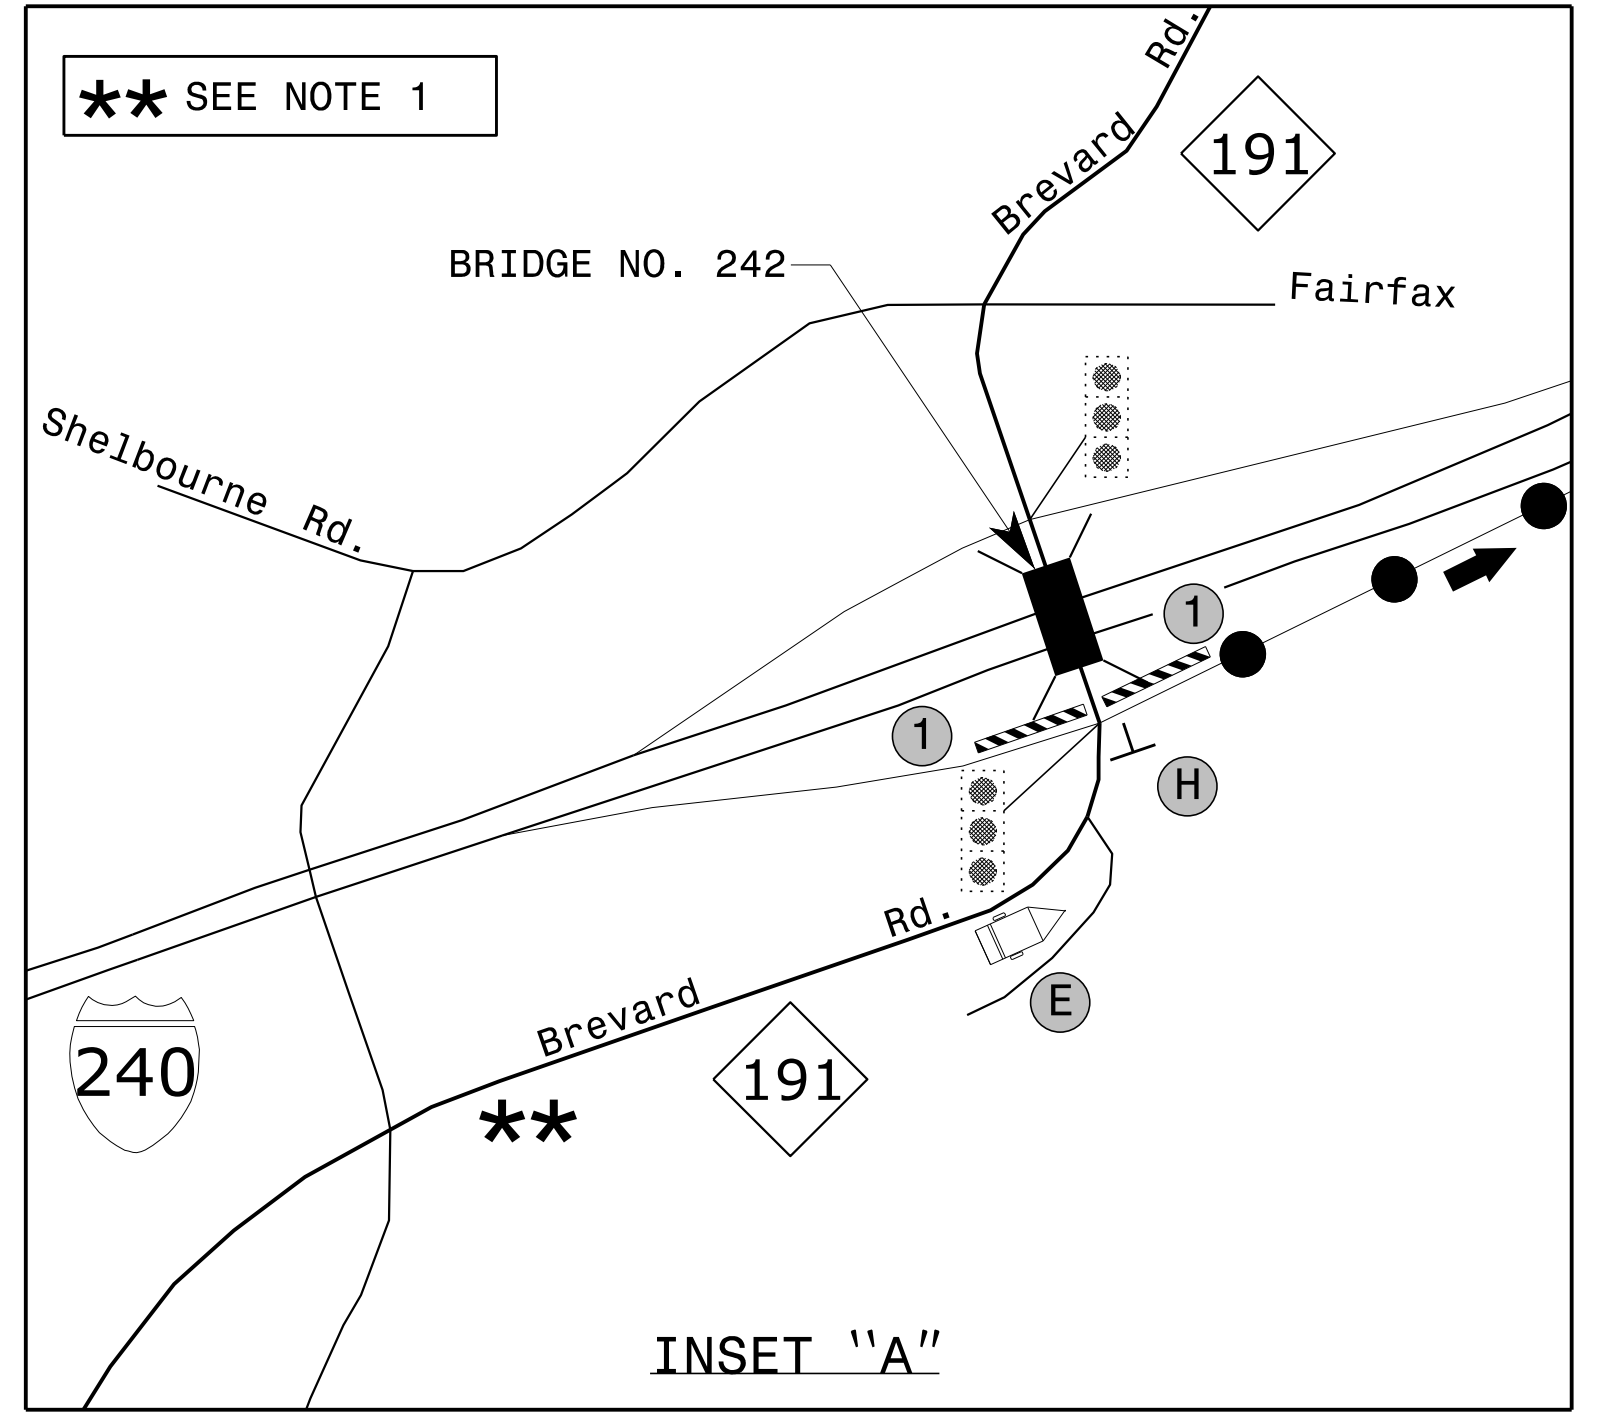 Rd.
** SEE NOTE 1
Brevard
191
BRIDGE NO. 242
Fairfax
Shelbourne Rd.
1
1
H
Rd.
E
Brevard
240
191
**
INSET "A"